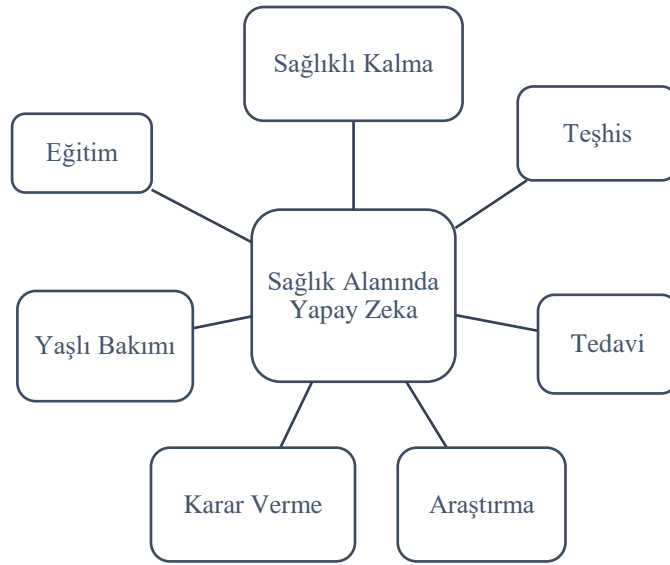 Sağlıklı Kalma
Teşhis
Eğitim
Sağlık Alanında
Yapay Zeka
Yaşlı Bakımı
Tedavi
Karar Verme
Araştırma